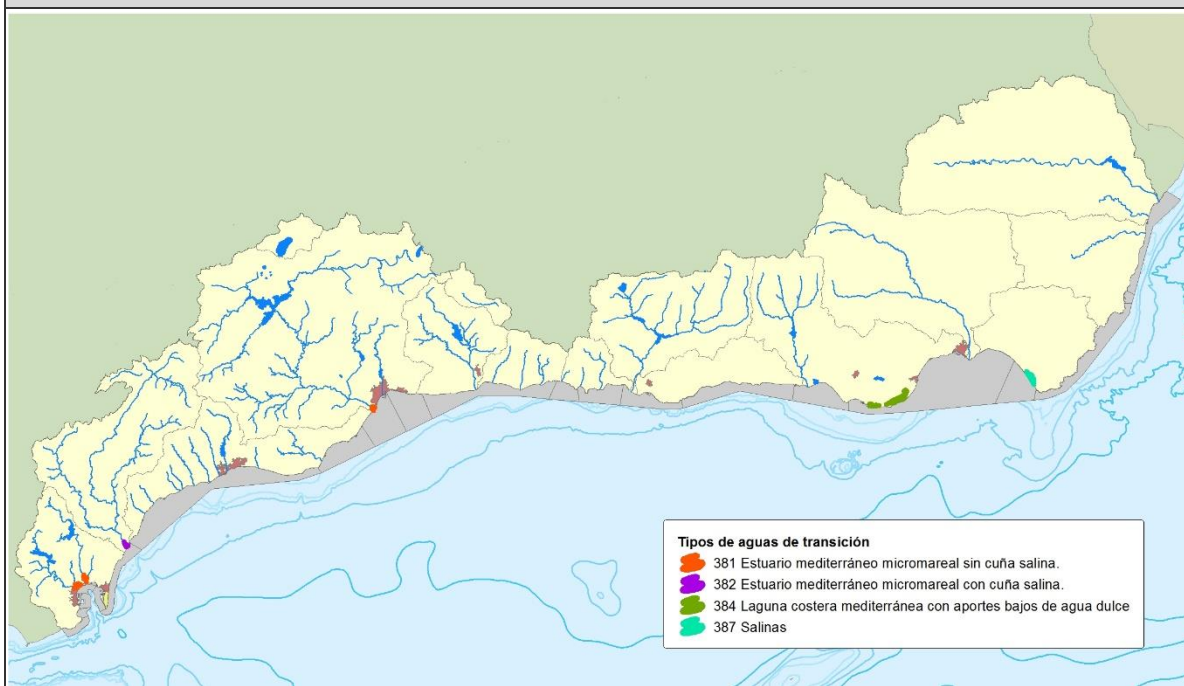 Tipos de aguas de transición
381 Estuario mediterráneo micromareal sin cuña salina.
382 Estuario mediterráneo micromareal con cuña salina.
384 Laguna costera mediterránea con aportes bajos de agua dulce
387 Salinas